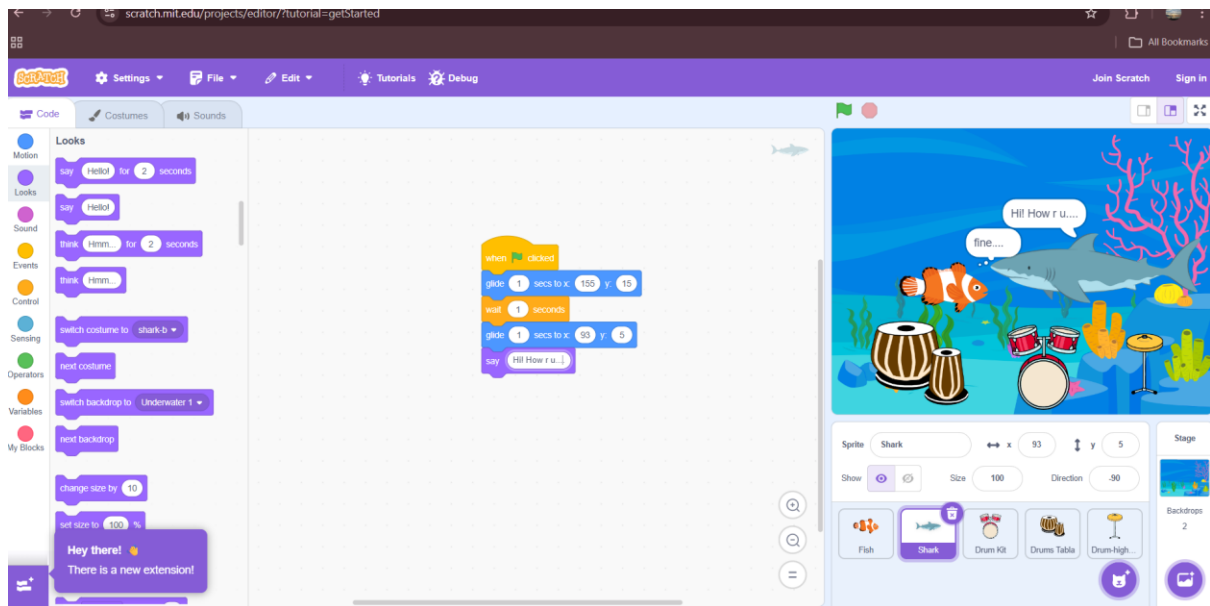 scratch.mit.edu/projects/editor/?tutorial=getStarted
All Bookmarks
SCRATCH Settings File Edit Tutorials Debug Join Scratch Sign in
Code Costumes Sounds
Motion
Looks
Sound
Events
Control
Sensing
Operators
Variables
My Blocks
Looks
say Hello! for 2 seconds
say Hello!
think Hmm... for 2 seconds
think Hmm...
switch costume to shark-b
next costume
switch backdrop to Underwater 1
next backdrop
change size by 10
set size to 100 %
Hey there! 👋
There is a new extension!
when clicked
glide 1 secs to x: 155 y: 15
wait 1 seconds
glide 1 secs to x: 93 y: 5
say Hi! How r u...
Hi! How r u....
fine....
Sprite Shark x 93 y 5
Show Size 100 Direction -90
Fish
Shark
Drum Kit
Drums Tabla
Drum-high...
Stage
Backdrops
2